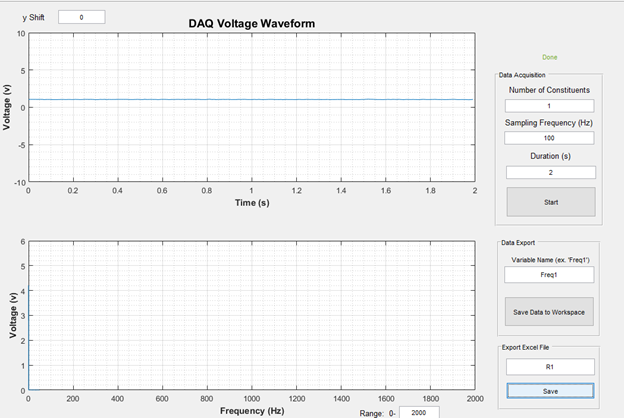 y Shift 0
DAQ Voltage Waveform
10
5
0
-5
-10
Voltage (v)
0 0.2 0.4 0.6 0.8 1 1.2 1.4 1.6 1.8 2
Time (s)
6
5
4
3
2
1
0
Voltage (v)
0 200 400 600 800 1000 1200 1400 1600 1800 2000
Frequency (Hz)
Range: 0- 2000
Done
Data Acquisition
Number of Constituents
1
Sampling Frequency (Hz)
100
Duration (s)
2
Start
Data Export
Variable Name (ex. 'Freq1')
Freq1
Save Data to Workspace
Export Excel File
R1
Save